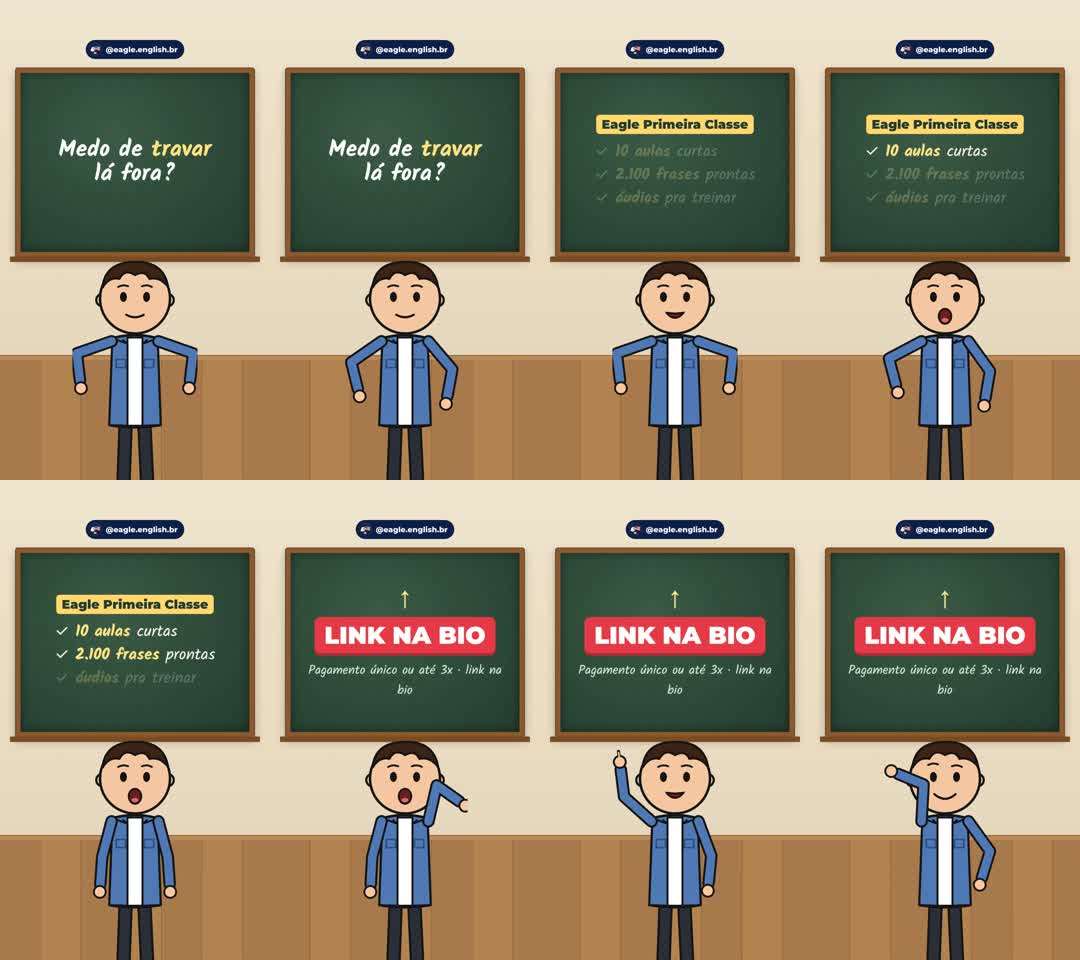 @eagle.english.br
Medo de travar
lá fora?
@eagle.english.br
Medo de travar
lá fora?
@eagle.english.br
Eagle Primeira Classe
✓ 10 aulas curtas
✓ 2.100 frases prontas
✓ áudios pra treinar
@eagle.english.br
Eagle Primeira Classe
✓ 10 aulas curtas
✓ 2.100 frases prontas
✓ áudios pra treinar
@eagle.english.br
Eagle Primeira Classe
✓ 10 aulas curtas
✓ 2.100 frases prontas
✓ áudios pra treinar
@eagle.english.br
↑
LINK NA BIO
Pagamento único ou até 3x · link na
bio
@eagle.english.br
↑
LINK NA BIO
Pagamento único ou até 3x · link na
bio
@eagle.english.br
↑
LINK NA BIO
Pagamento único ou até 3x · link na
bio